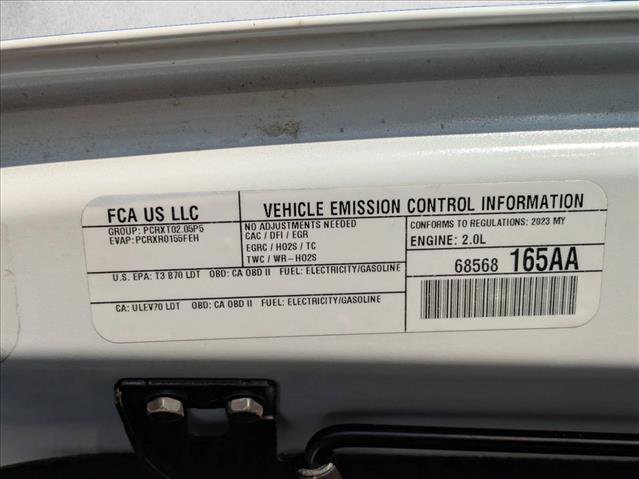 FCA US LLC
GROUP: PCRXT02.05P5
EVAP: PCRXR0155FEH
VEHICLE EMISSION CONTROL INFORMATION
NO ADJUSTMENTS NEEDED
CAC / DFI / EGR
EGRC / HO2S / TC
TWC / WR-HO2S
CONFORMS TO REGULATIONS: 2023 MY
ENGINE: 2.0L
U.S. EPA: T3 B70 LDT OBD: CA OBD II FUEL: ELECTRICITY/GASOLINE
68568 165AA
CA: ULEV70 LDT OBD: CA OBD II FUEL: ELECTRICITY/GASOLINE